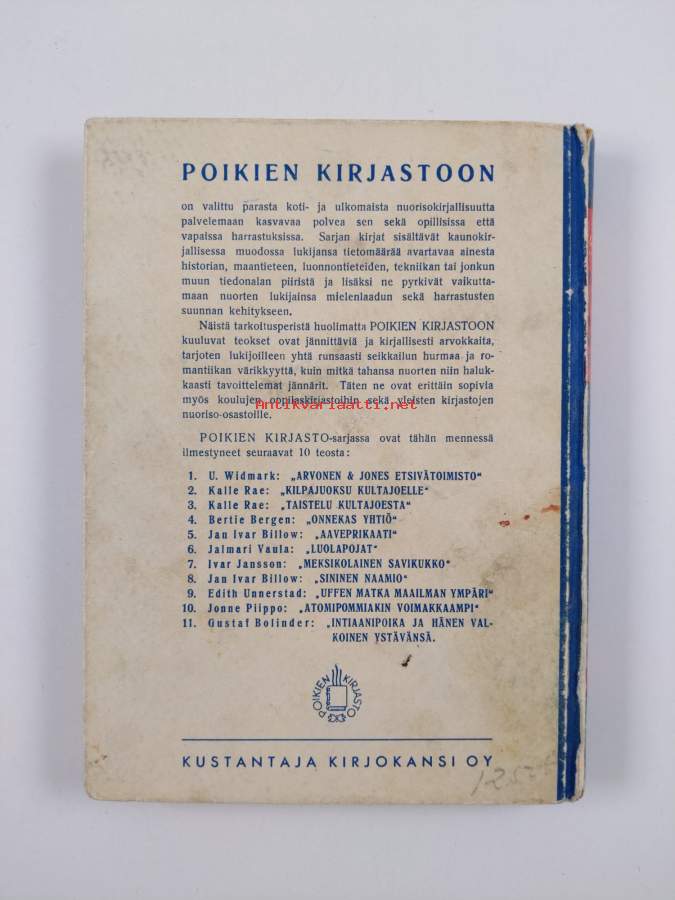 POIKIEN KIRJASTOON
on valittu parasta koti- ja ulkomaista nuorisokirjallisuutta
palvelemaan kasvavaa polvea sen sekä opillisissa että
vapaissa harrastuksissa. Sarjan kirjat sisältävät kaunokir-
jallisessa muodossa lukijansa tietomäärää avartavaa ainesta
historian, maantieteen, luonnontieteiden, tekniikan tai jonkun
muun tiedonalan piiristä ja lisäksi ne pyrkivät vaikutta-
maan nuorten lukijainsa mielenlaadun sekä harrastusten
suunnan kehitykseen.
Näistä tarkoitusperistä huolimatta POIKIEN KIRJASTOON
kuuluvat teokset ovat jännittäviä ja kirjallisesti arvokkaita,
tarjoten lukijoilleen yhtä runsaasti seikkailun hurmaa ja ro-
mantiikan värikkyyttä, kuin mitkä tahansa nuorten niin haluk-
kaasti tavoittelemat jännärit. Täten ne ovat erittäin sopivia
myös koulujen oppilaskirjastoihin sekä yleisten kirjastojen
nuoriso-osastoille.
Antikvariaatti.net
POIKIEN KIRJASTO-sarjassa ovat tähän mennessä
ilmestyneet seuraavat 10 teosta:
1. U. Widmark: „ARVONEN & JONES ETSIVÄTOIMISTO“
2. Kalle Rae: „KILPAJUOKSU KULTAJOELLE“
3. Kalle Rae: „TAISTELU KULTAJOESTA“
4. Bertie Bergen: „ONNEKAS YHTIÖ“
5. Jan Ivar Billow: „AAVEPRIKAATI“
6. Jalmari Vaula: „LUOLAPOJAT“
7. Ivar Jansson: „MEKSIKOLAINEN SAVIKUKKO“
8. Jan Ivar Billow: „SININEN NAAMIO“
9. Edith Unnerstad: „UFFEN MATKA MAAILMAN YMPÄRI“
10. Jonne Piippo: „ATOMIPOMMIAKIN VOIMAKKAAMPI“
11. Gustaf Bolinder: „INTIAANIPOIKA JA HÄNEN VAL-
KOINEN YSTÄVÄNSÄ.
POIKIEN KIRJASTO
KUSTANTAJA KIRJOKANSI OY